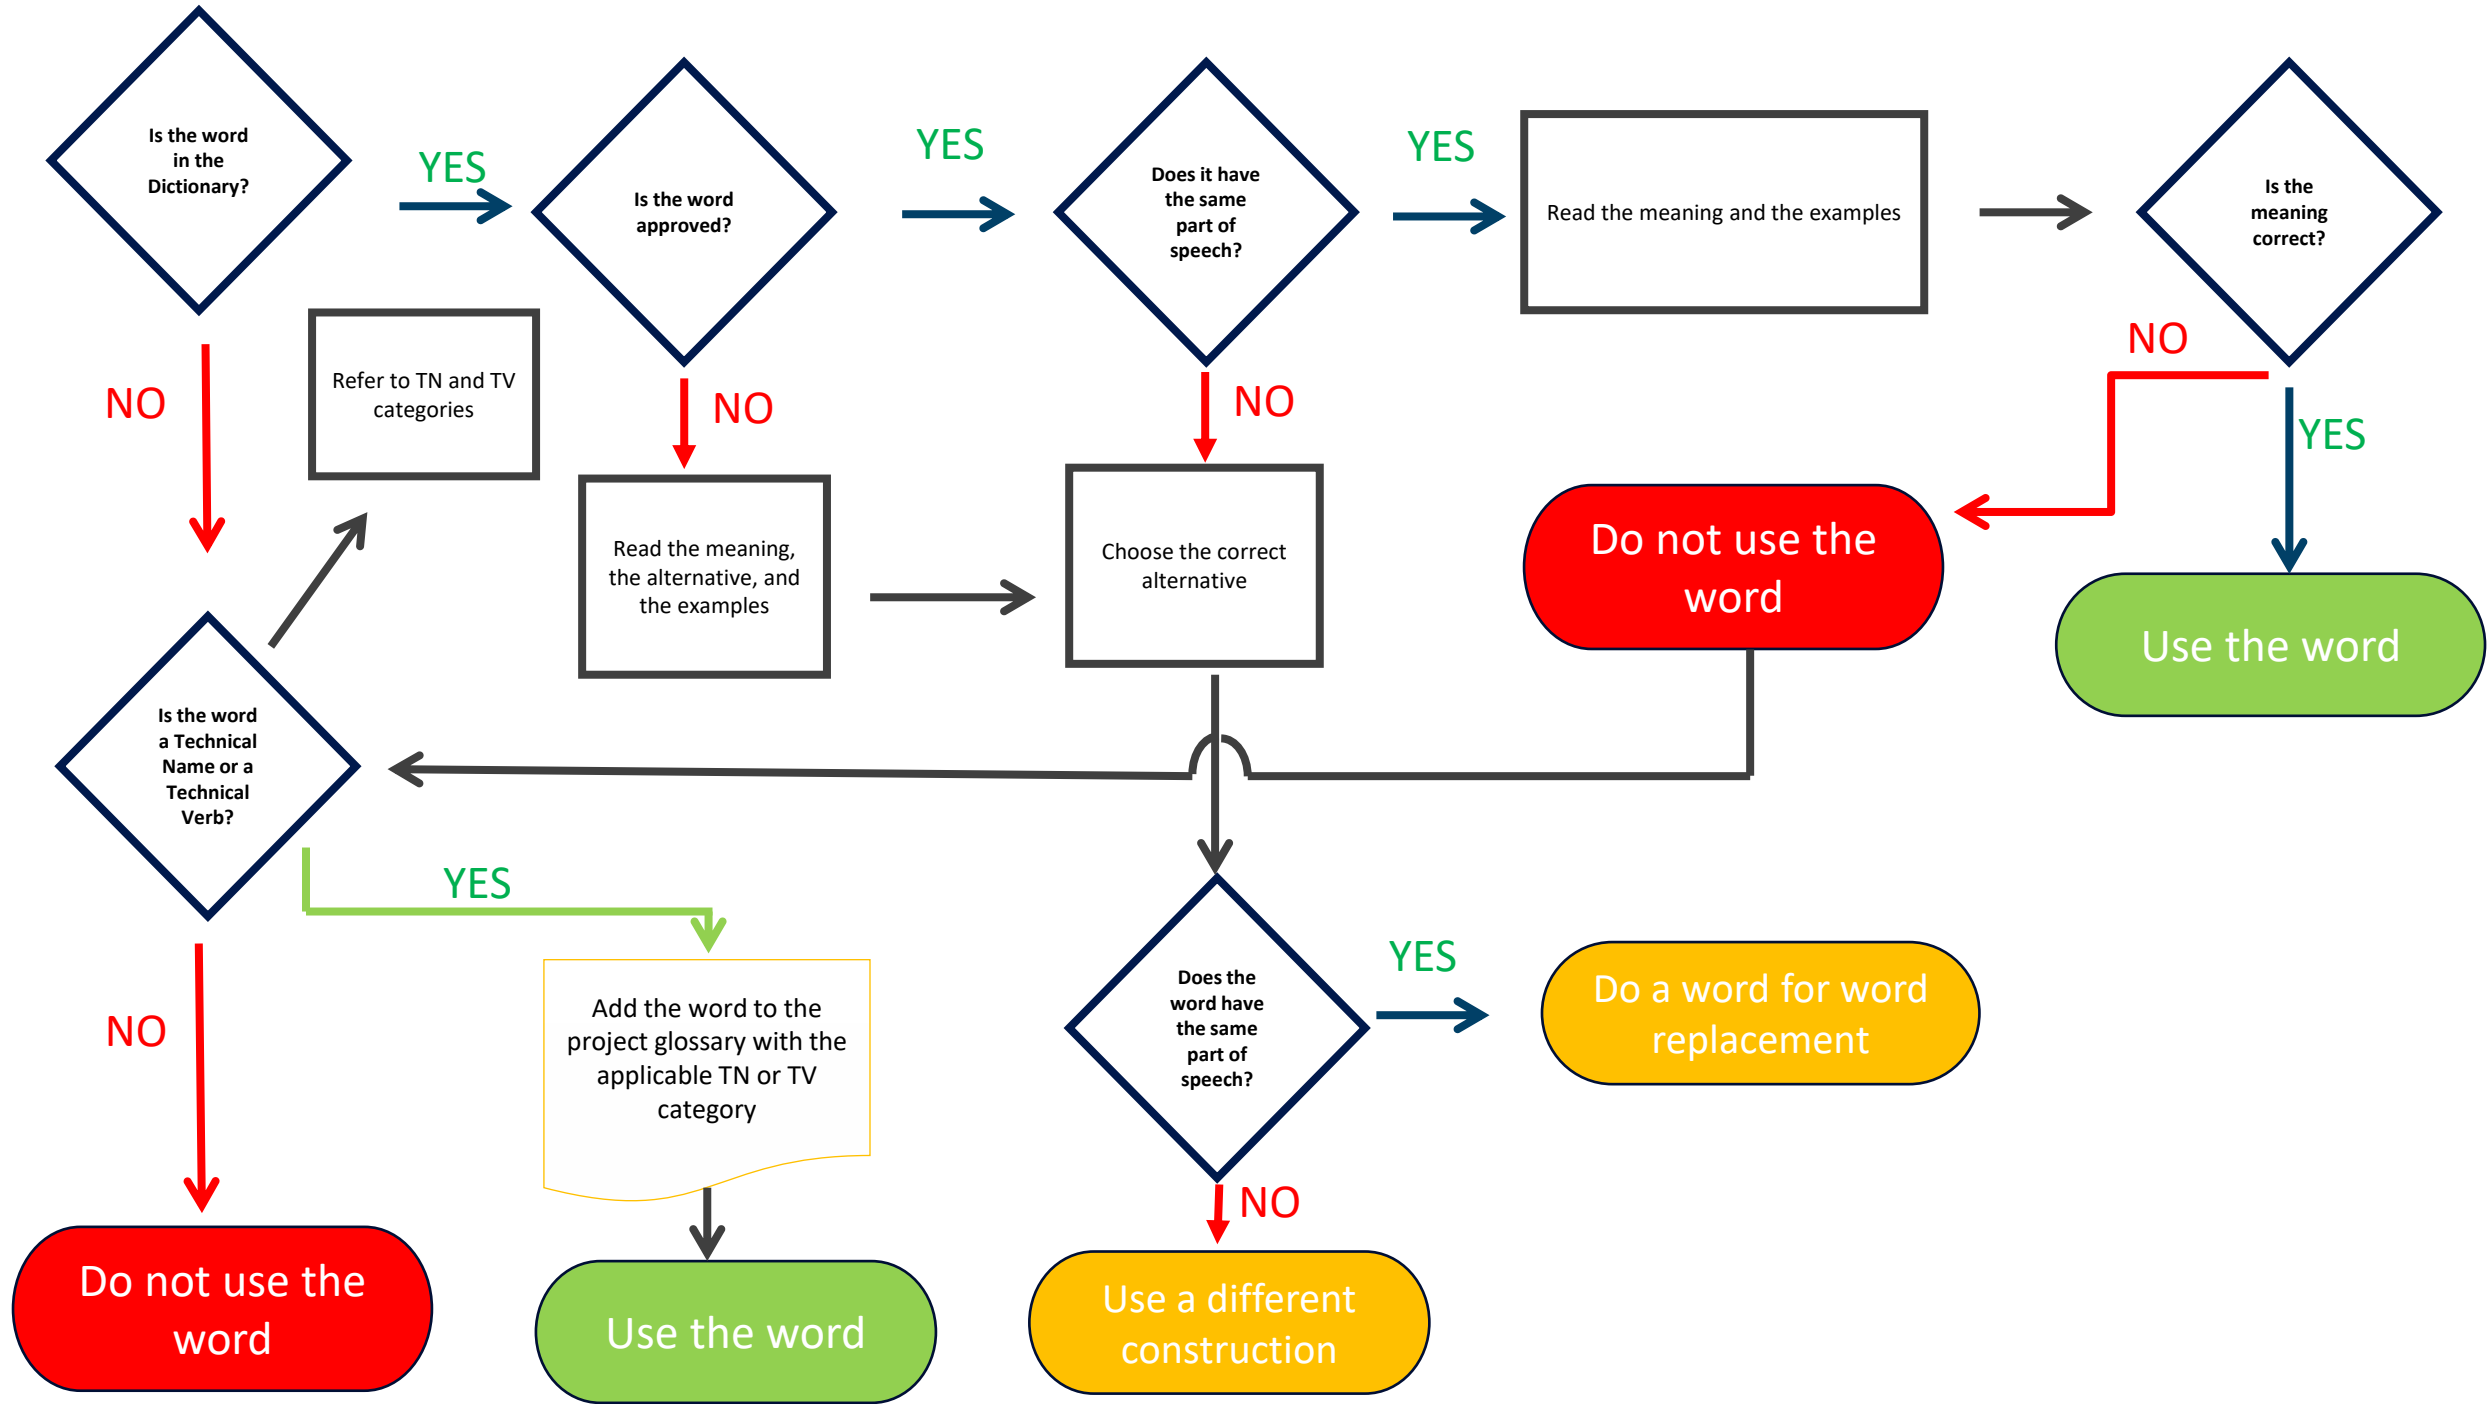 Is the word
in the
Dictionary?
YES
Is the word
approved?
YES
Does it have
the same
part of
speech?
YES
Read the meaning and the examples
Is the
meaning
correct?
NO
Refer to TN and TV
categories
NO
NO
NO
YES
Read the meaning,
the alternative, and
the examples
Choose the correct
alternative
Do not use the
word
Use the word
Is the word
a Technical
Name or a
Technical
Verb?
YES
NO
Add the word to the
project glossary with the
applicable TN or TV
category
Does the
word have
the same
part of
speech?
YES
Do a word for word
replacement
NO
Do not use the
word
Use the word
Use a different
construction